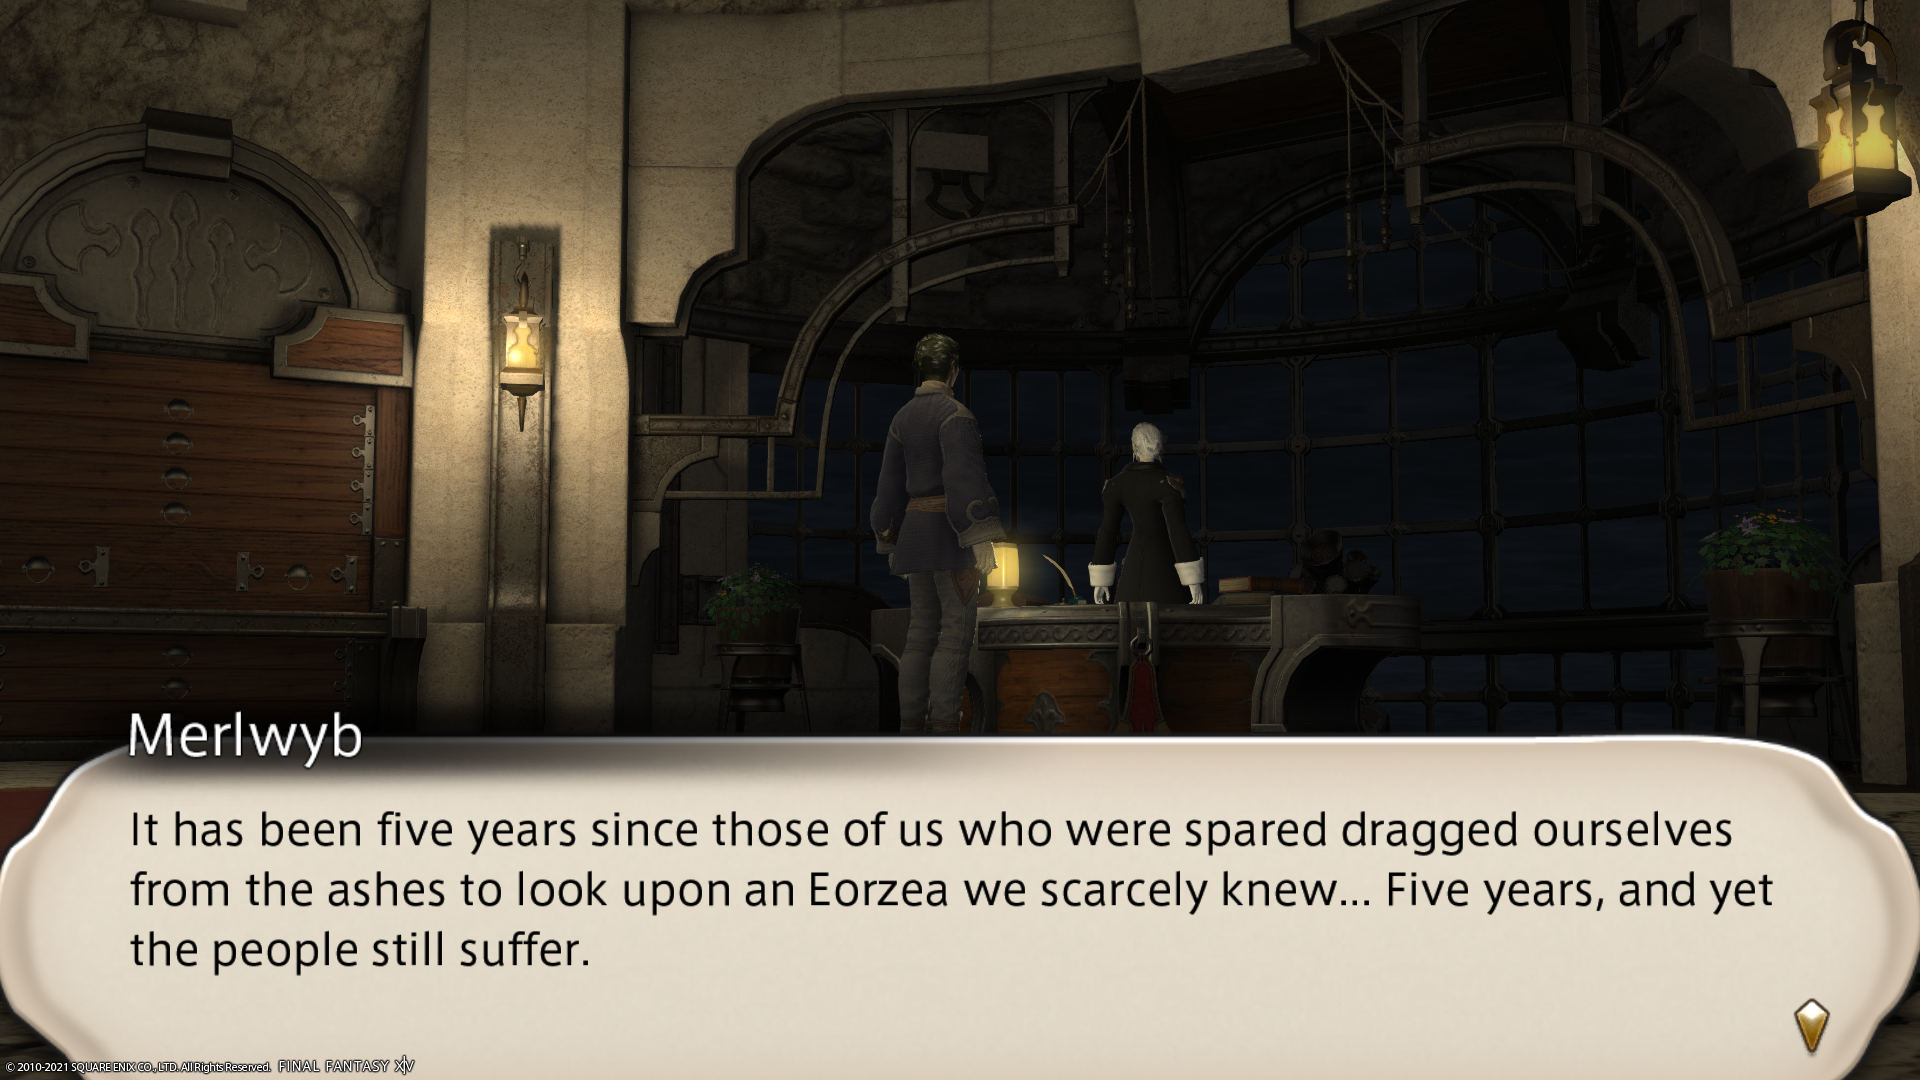 Merlwyb
It has been five years since those of us who were spared dragged ourselves
from the ashes to look upon an Eorzea we scarcely knew... Five years, and yet
the people still suffer.
© 2010-2021 SQUARE ENIX CO., LTD. All Rights Reserved. FINAL FANTASY XIV